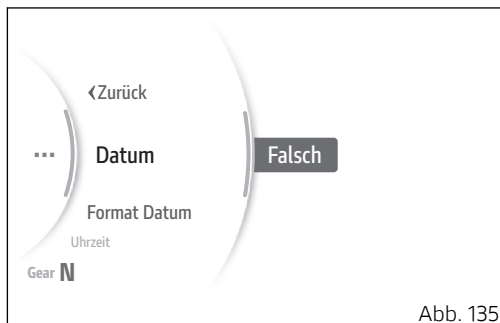 Zurück
... Datum Falsch
Format Datum
Uhrzeit
Gear N
Abb. 135